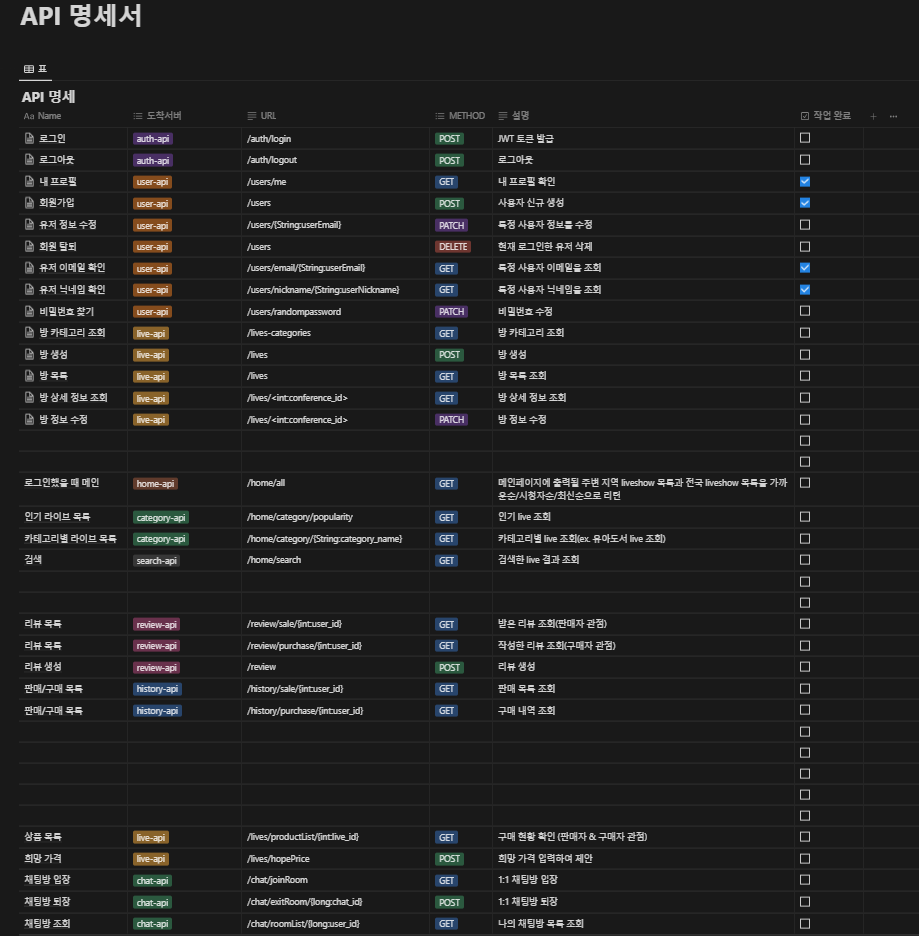 API 명세서
표
API 명세
Aa Name 도착서버 URL METHOD 설명 작업 완료
로그인 auth-api /auth/login POST JWT 토큰 발급
로그아웃 auth-api /auth/logout POST 로그아웃
내 프로필 user-api /users/me GET 내 프로필 확인
회원가입 user-api /users POST 사용자 신규 생성
유저 정보 수정 user-api /users/{String:userEmail} PATCH 특정 사용자 정보를 수정
회원 탈퇴 user-api /users DELETE 현재 로그인한 유저 삭제
유저 이메일 확인 user-api /users/email/{String:userEmail} GET 특정 사용자 이메일을 조회
유저 닉네임 확인 user-api /users/nickname/{String:userNickname} GET 특정 사용자 닉네임을 조회
비밀번호 찾기 user-api /users/randompassword PATCH 비밀번호 수정
방 카테고리 조회 live-api /lives-categories GET 방 카테고리 조회
방 생성 live-api /lives POST 방 생성
방 목록 live-api /lives GET 방 목록 조회
방 상세 정보 조회 live-api /lives/<int:conference_id> GET 방 상세 정보 조회
방 정보 수정 live-api /lives/<int:conference_id> PATCH 방 정보 수정
로그인했을 때 메인 home-api /home/all GET 메인페이지에 출력될 주변 지역 liveshow 목록과 전국 liveshow 목록을 가까
운순/시청자순/최신순으로 리턴
인기 라이브 목록 category-api /home/category/popularity GET 인기 live 조회
카테고리별 라이브 목록 category-api /home/category/{String:category_name} GET 카테고리별 live 조회(ex. 유아도서 live 조회)
검색 search-api /home/search GET 검색한 live 결과 조회
리뷰 목록 review-api /review/sale/{int:user_id} GET 받은 리뷰 조회(판매자 관점)
리뷰 목록 review-api /review/purchase/{int:user_id} GET 작성한 리뷰 조회(구매자 관점)
리뷰 생성 review-api /review POST 리뷰 생성
판매/구매 목록 history-api /history/sale/{int:user_id} GET 판매 목록 조회
판매/구매 목록 history-api /history/purchase/{int:user_id} GET 구매 내역 조회
상품 목록 live-api /lives/productList/{int:live_id} GET 구매 현황 확인 (판매자 & 구매자 관점)
희망 가격 live-api /lives/hopePrice POST 희망 가격 입력하여 제안
채팅방 입장 chat-api /chat/joinRoom GET 1:1 채팅방 입장
채팅방 퇴장 chat-api /chat/exitRoom/{long:chat_id} POST 1:1 채팅방 퇴장
채팅방 조회 chat-api /chat/roomList/{long:user_id} GET 나의 채팅방 목록 조회